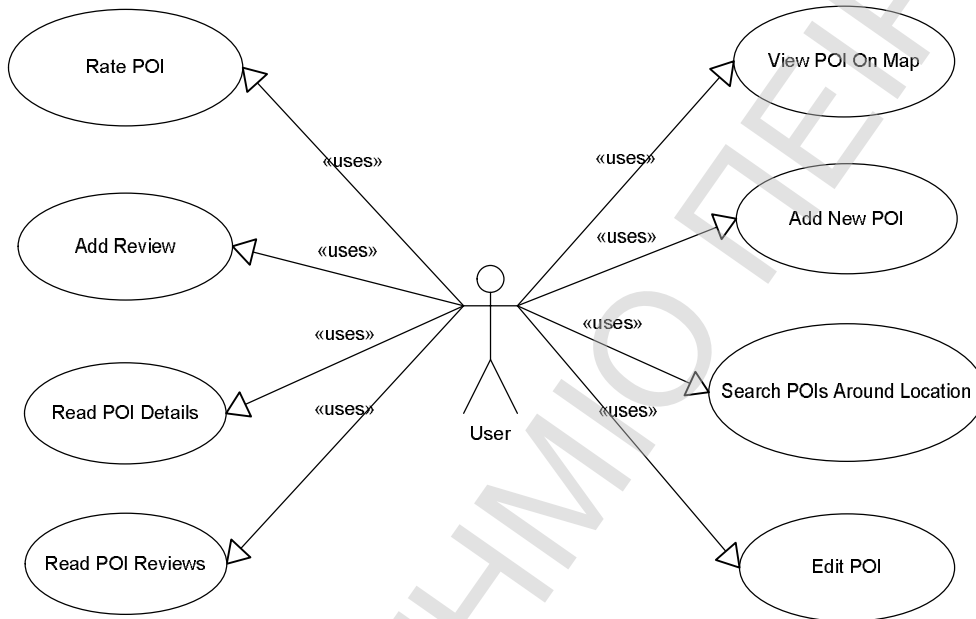 Rate POI
View POI On Map
«uses»
«uses»
Add Review
Add New POI
«uses»
«uses»
«uses»
«uses»
Read POI Details
Search POIs Around Location
«uses»
«uses»
User
Read POI Reviews
Edit POI